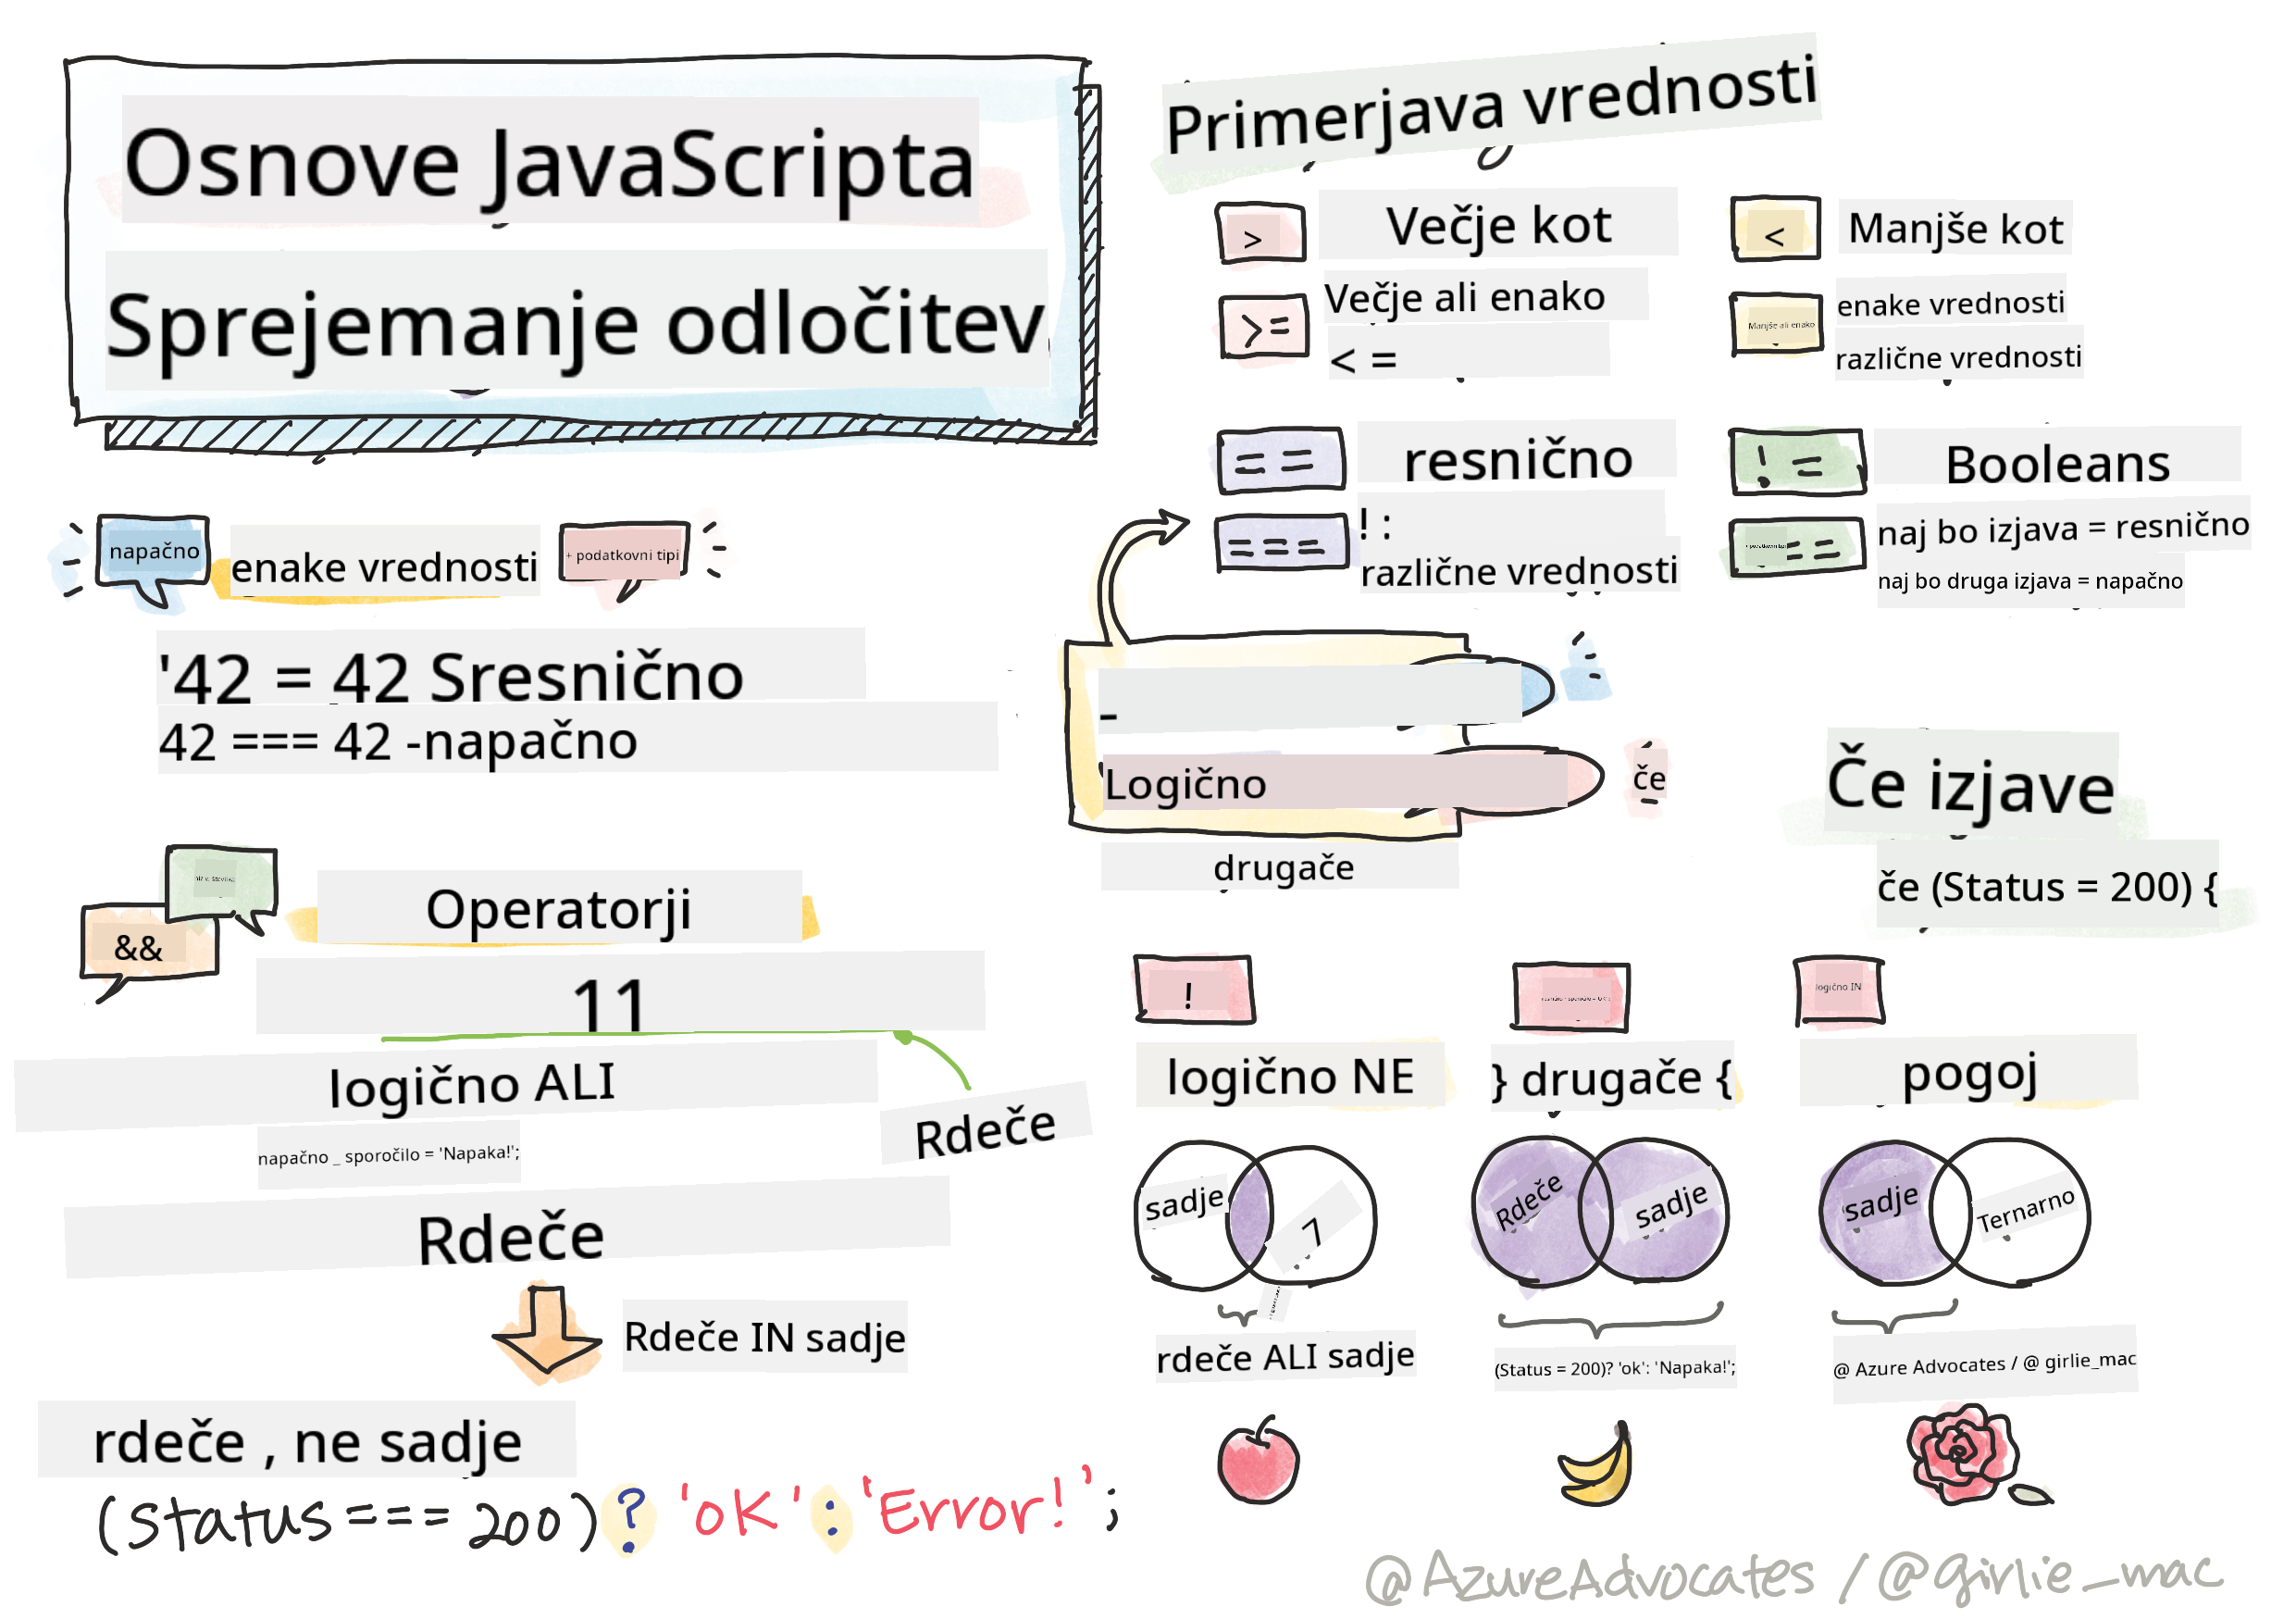 Osnove JavaScripta
Sprejemanje odločitev
Primerjava vrednosti
>
Večje kot
<
Manjše kot
>=
Večje ali enako
< =
Manjše ali enako
enake vrednosti
različne vrednosti
==
resnično
! =
Booleans
===
! :
različne vrednosti
+ podatkovni tipi ==
naj bo izjava = resnično
naj bo druga izjava = napačno
napačno
enake vrednosti
+ podatkovni tipi
'42 = 42 Sresnično
42 === 42 -napačno
–
Logično
če
drugače
Če izjave
če (Status = 200) {
&&
Operatorji
11
logično ALI
Rdeče
napačno _ sporočilo = 'Napaka!';
Rdeče
Rdeče IN sadje
rdeče , ne sadje
(status === 200) ? 'oK' : 'Error!';
!
logično IN
logično NE
} drugače {
pogoj
sadje
7
Rdeče
sadje
sadje
Ternarno
rdeče ALI sadje
(Status = 200)? 'ok': 'Napaka!';
@ Azure Advocates / @ girlie_mac
@AzureAdvocates / @girlie_mac